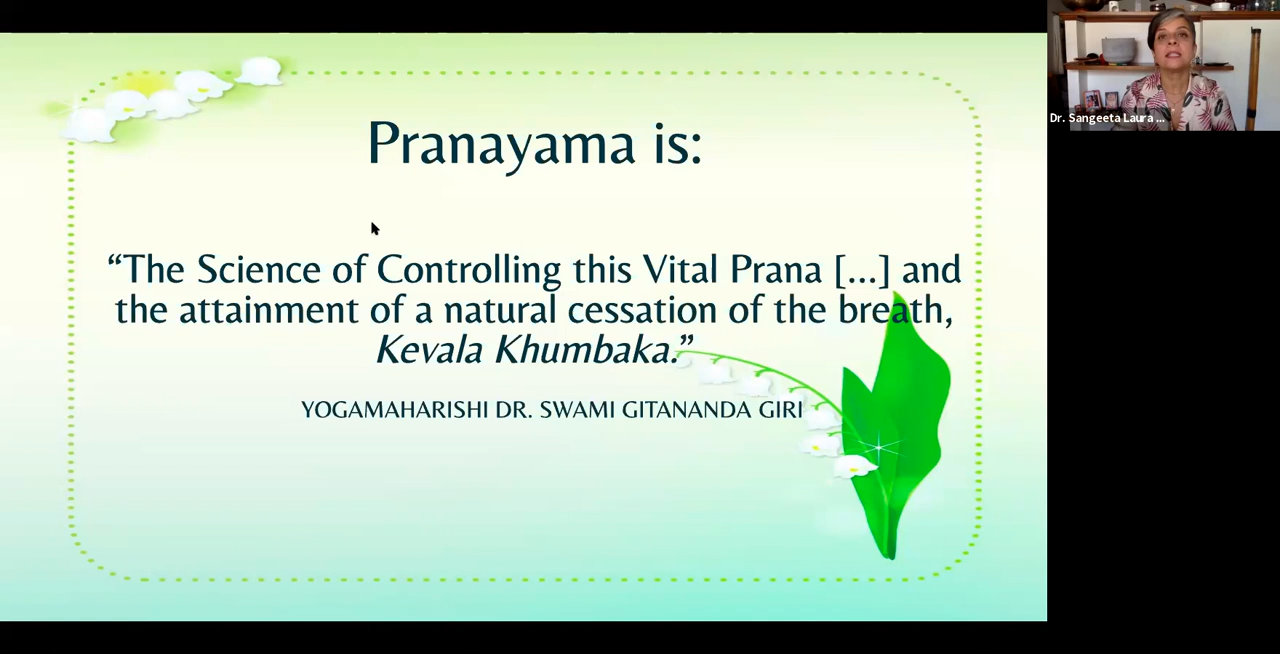 Pranayama is:
“The Science of Controlling this Vital Prana [...] and
the attainment of a natural cessation of the breath,
Kevala Khumbaka.”
YOGAMAHARISHI DR. SWAMI GITANANDA GIRI
Dr. Sangeeta Laura ...